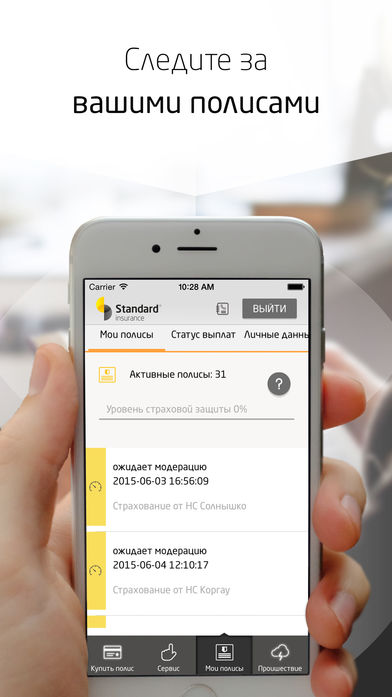 Следите за
вашими полисами
Carrier 10:28 AM
Standard
insurance
ВЫЙТИ
Мои полисы Статус выплат Личные данны
Активные полисы: 31
?
Уровень страховой защиты 0%
ожидает модерацию
2015-06-03 16:56:09
Страхование от НС Солнышко
ожидает модерацию
2015-06-04 12:10:17
Страхование от НС Коргау
Купить полис Сервис Мои полисы Проишествие